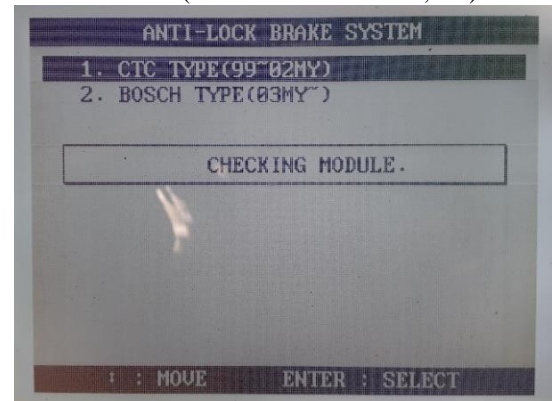 ANTI-LOCK BRAKE SYSTEM
1. CTC TYPE(99~02MY)
2. BOSCH TYPE(03MY~)
CHECKING MODULE.
: MOVE ENTER : SELECT